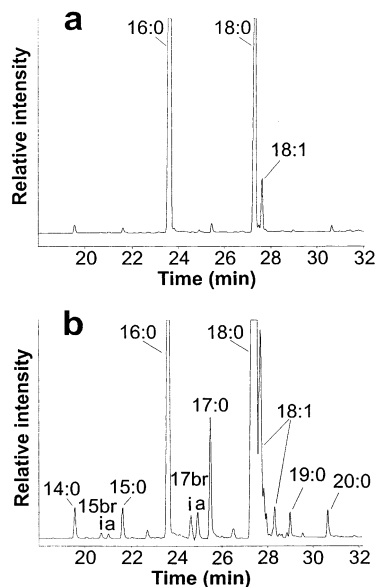 a
16:0 18:0
18:1
Relative intensity
20 22 24 26 28 30 32
Time (min)
b
16:0 18:0
17:0
18:1
14:0 15br 15:0 17br 19:0 20:0
i a i a
Relative intensity
20 22 24 26 28 30 32
Time (min)